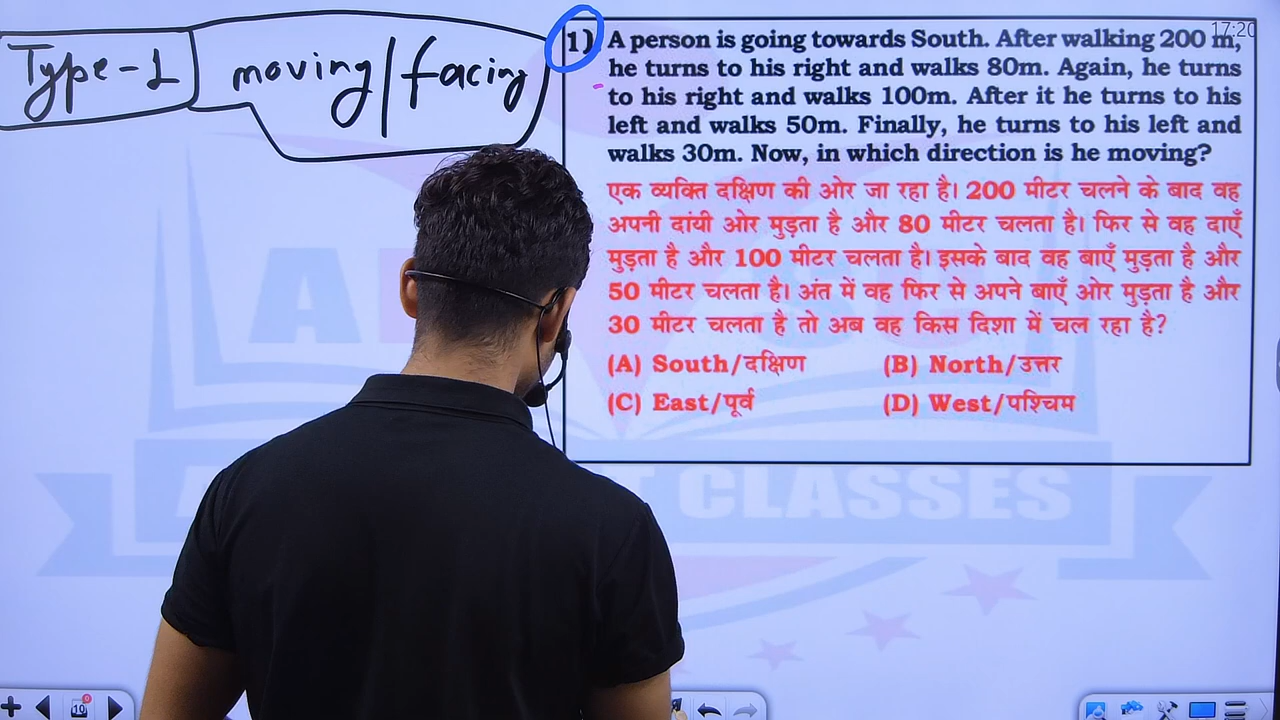 Type-1 moving/facing
17:20
1) A person is going towards South. After walking 200 m,
he turns to his right and walks 80m. Again, he turns
to his right and walks 100m. After it he turns to his
left and walks 50m. Finally, he turns to his left and
walks 30m. Now, in which direction is he moving?
एक व्यक्ति दक्षिण की ओर जा रहा है। 200 मीटर चलने के बाद वह
अपनी दांयी ओर मुड़ता है और 80 मीटर चलता है। फिर से वह दाएँ
मुड़ता है और 100 मीटर चलता है। इसके बाद वह बाएँ मुड़ता है और
50 मीटर चलता है। अंत में वह फिर से अपने बाएँ ओर मुड़ता है और
30 मीटर चलता है तो अब वह किस दिशा में चल रहा है?
(A) South/दक्षिण (B) North/उत्तर
(C) East/पूर्व (D) West/पश्चिम
CLASSES
10